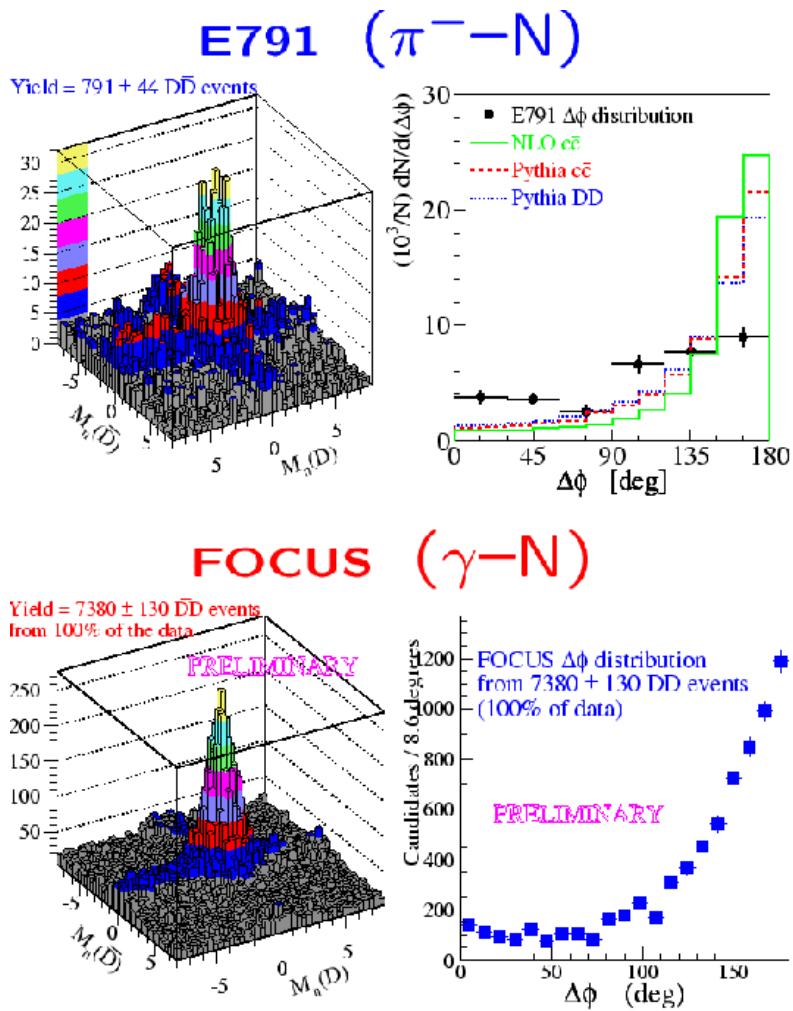 E791 (π⁻–N)
Yield = 791 ± 44 DD̄ events
30
25
20
15
10
5
0
-5
0
5
Mₙ(D̄)
5
0
5
Mₙ(D)
30
20
10
0
(10³/N) dN/d(Δϕ)
E791 Δϕ distribution
NLO cc̄
Pythia cc̄
Pythia DD
0 45 90 135 180
Δϕ [deg]
FOCUS (γ–N)
Yield = 7380 ± 130 D̄D events
from 100% of the data
PRELIMINARY
250
200
150
100
50
-5
0
5
Mₙ(D̄)
-5
0
5
Mₙ(D)
1200
1000
800
600
400
200
0
Candidates / 8.6 degrees
FOCUS Δϕ distribution
from 7380 ± 130 DD events
(100% of data)
PRELIMINARY
0 50 100 150
Δϕ (deg)